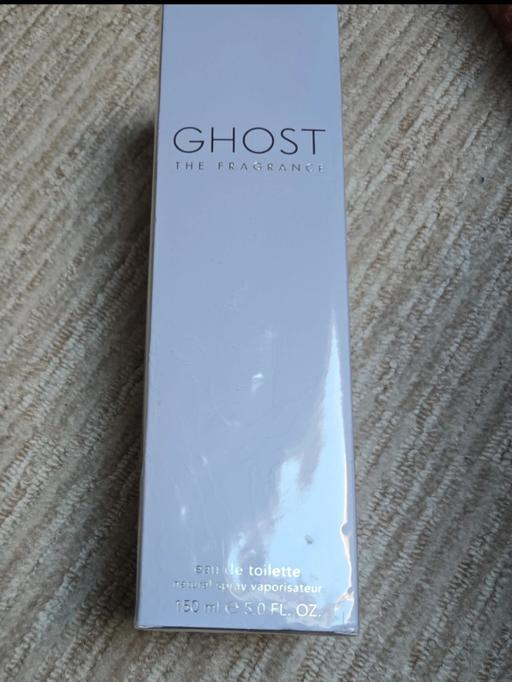 GHOST
THE FRAGRANCE
eau de toilette
natural spray vaporisateur
150 ml ℮ 5.0 FL. OZ.